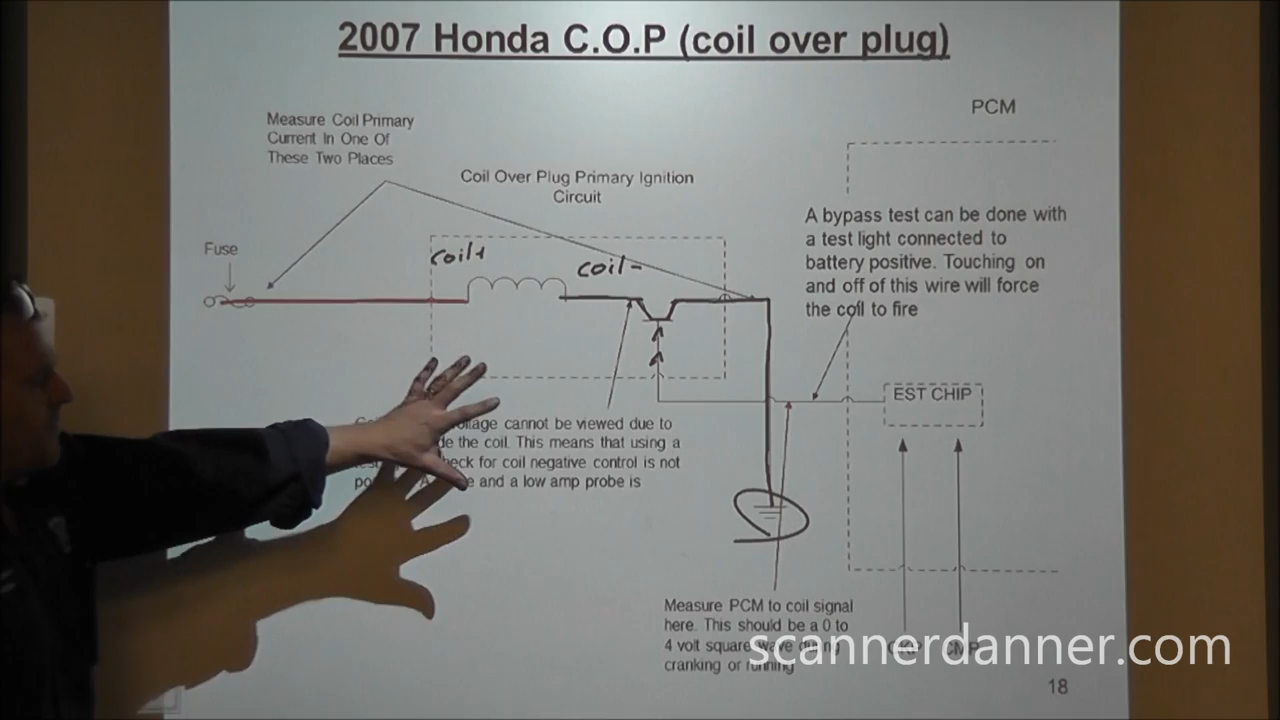 2007 Honda C.O.P (coil over plug)
PCM
Measure Coil Primary
Current In One Of
These Two Places
Coil Over Plug Primary Ignition
Circuit
A bypass test can be done with
a test light connected to
battery positive. Touching on
and off of this wire will force
the coil to fire
Fuse
coil+
coil-
EST CHIP
cannot be viewed due to
the coil. This means that using a
for coil negative control is not
and a low amp probe is
Measure PCM to coil signal
here. This should be a 0 to
4 volt square wave during
cranking or running
CKP CMP
scannerdanner.com
18